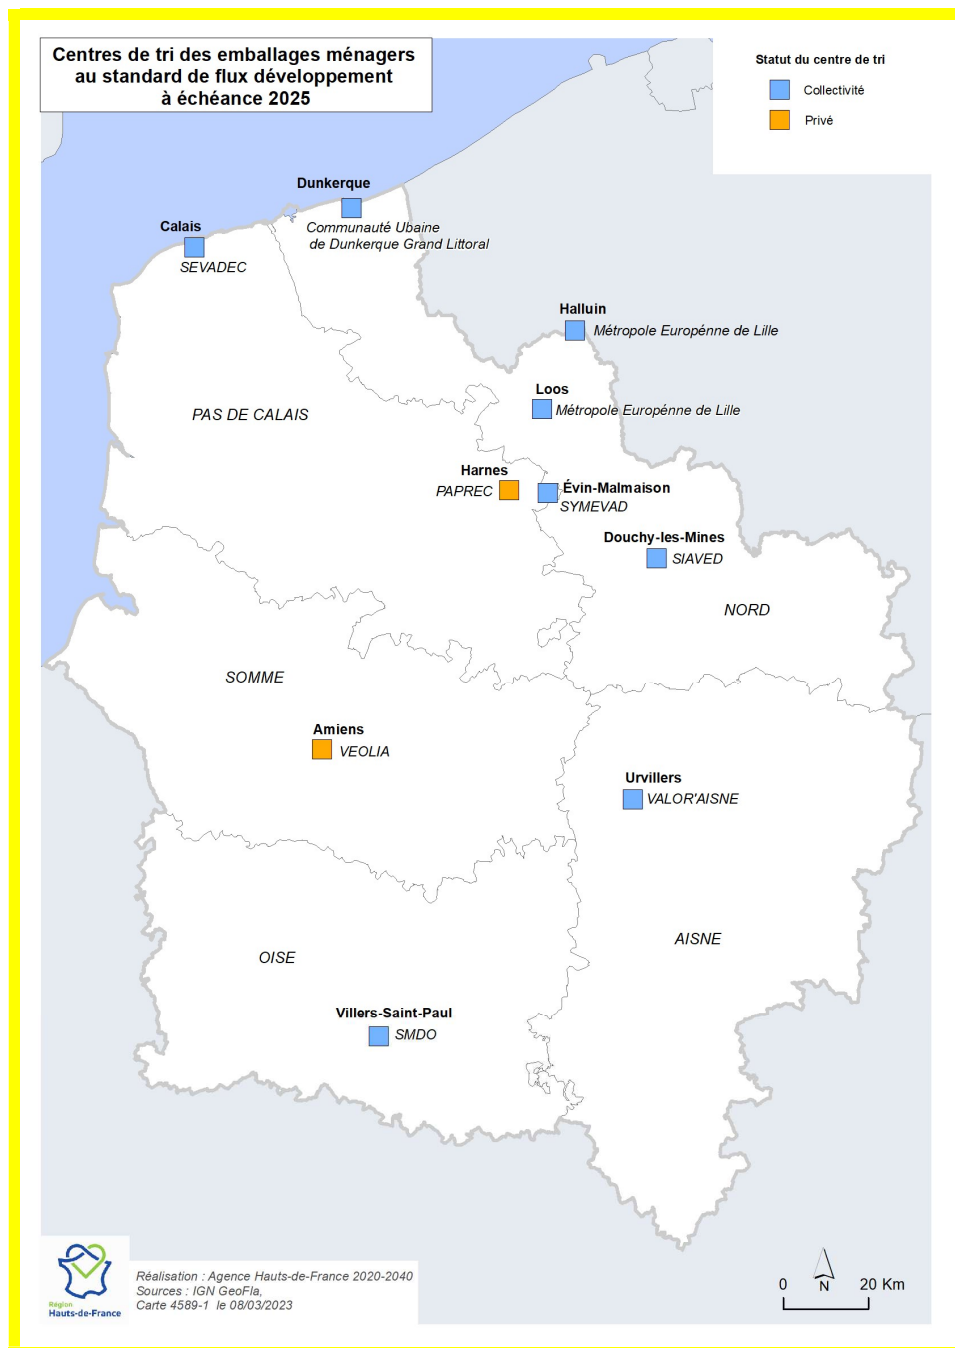 Centres de tri des emballages ménagers
au standard de flux développement
à échéance 2025
Statut du centre de tri
Collectivité
Privé
Dunkerque
Communauté Ubaine
de Dunkerque Grand Littoral
Calais
SEVADEC
Halluin
Métropole Europénne de Lille
Loos
Métropole Europénne de Lille
PAS DE CALAIS
Harnes
PAPREC
Évin-Malmaison
SYMEVAD
Douchy-les-Mines
SIAVED
NORD
SOMME
Amiens
VEOLIA
Urvillers
VALOR'AISNE
AISNE
OISE
Villers-Saint-Paul
SMDO
Région
Hauts-de-France
Réalisation : Agence Hauts-de-France 2020-2040
Sources : IGN GeoFla,
Carte 4589-1 le 08/03/2023
0 N 20 Km